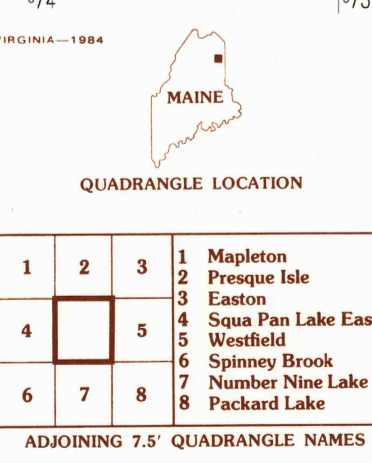 74 73
VIRGINIA—1984
MAINE
QUADRANGLE LOCATION
1 2 3
4 5
6 7 8
1 Mapleton
2 Presque Isle
3 Easton
4 Squa Pan Lake Eas
5 Westfield
6 Spinney Brook
7 Number Nine Lake
8 Packard Lake
ADJOINING 7.5′ QUADRANGLE NAMES